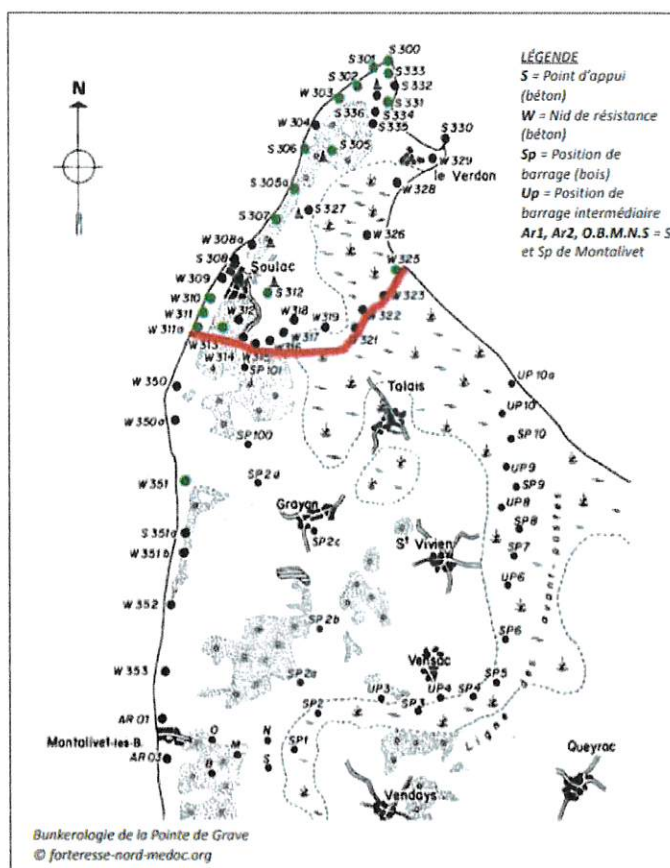 S 300
S 301
S 333
S 302
S 332
W 303
S 331
S 336
S 334
W 304
S 335
S 330
S 306
S 305
W 329
le Verdon
S 305a
W 328
S 327
S 307
W 326
W 308a
S 308
W 325
Soulac
W 309
S 312
W 310
W 323
W 311
W 312
W 318
W 319
W 322
W 311a
W 317
321
W 313
W 316
W 314
W 315
SP 101
N
LÉGENDE
S = Point d'appui
(béton)
W = Nid de résistance
(béton)
Sp = Position de
barrage (bois)
Up = Position de
barrage intermédiaire
Ar1, Ar2, O.B.M.N.S = S
et Sp de Montalivet
W 350
Talais
UP 10a
W 350a
UP 10
SP 100
SP 10
W 351
SP 2d
UP 9
SP 9
Grayan
UP 8
S 351a
SP 2c
St Vivien
SP 8
W 351b
SP 7
UP 6
W 352
SP 2b
SP 6
W 353
SP 2a
Vensac
SP 5
UP 3
UP 4
SP 4
AR 01
SP 2
SP 3
Ligne des avant-postes
Montalivet-les-B.
O
N
M
SP 1
AR 03
B
S
Queyrac
Vendays
Bunkerologie de la Pointe de Grave
© forteresse-nord-medoc.org